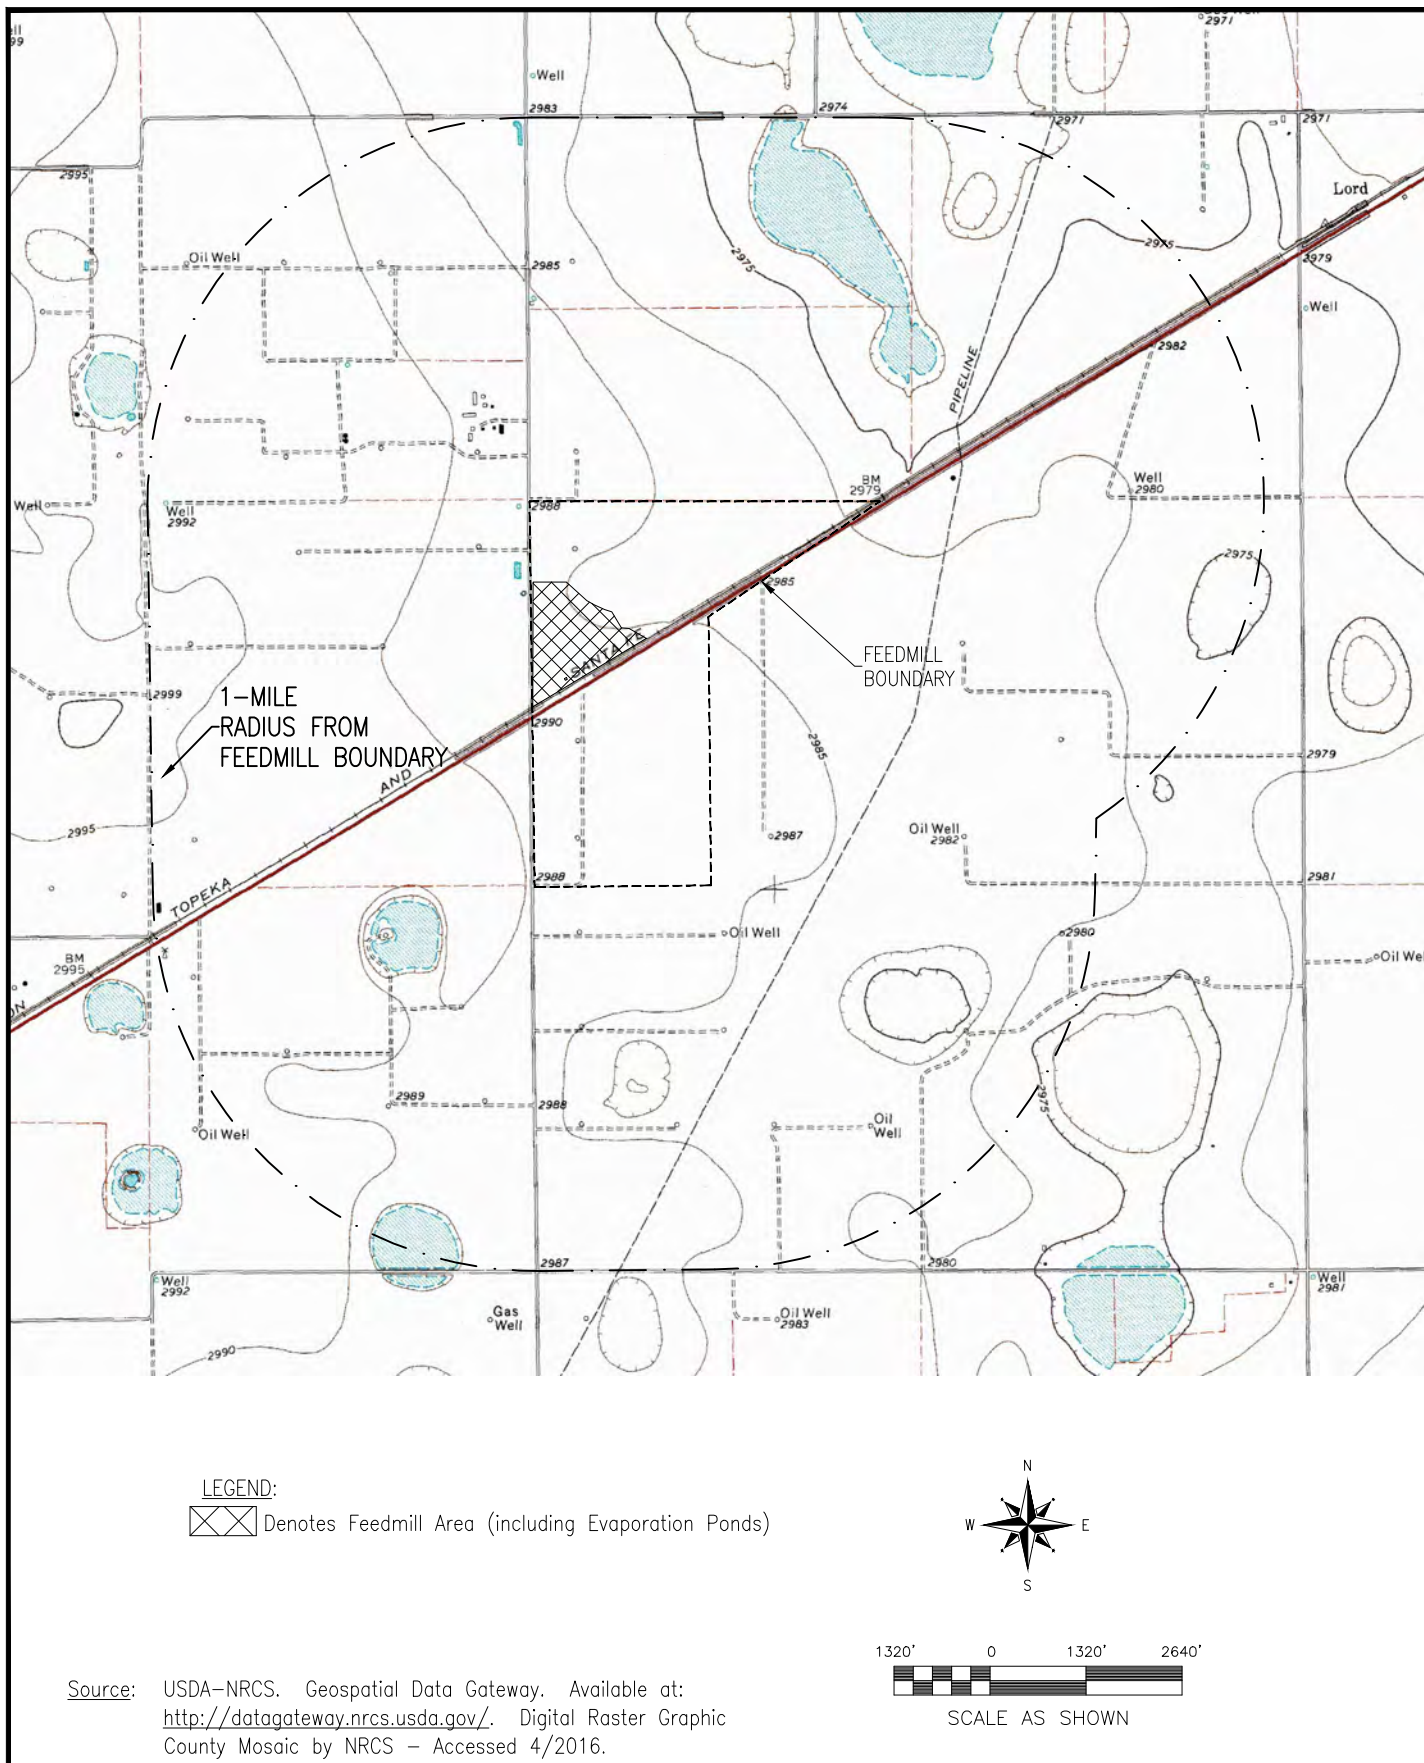 2971
Well
2983
2974
2971
2971
2995
Lord
Oil Well
2985
2975
2975
2979
Well
2982
PIPELINE
BM
2979
Well
2980
Well
Well
2992
2988
2975
2985
SANTA FE
FEEDMILL
BOUNDARY
2999
1-MILE
RADIUS FROM
FEEDMILL BOUNDARY
2990
2985
2979
AND
2995
Oil Well
2982
2987
2988
2981
TOPEKA
Oil Well
2980
BM
2995
2975
2989
2988
Oil Well
Oil
Well
2987
2980
Well
2992
Well
2981
Gas
Well
Oil Well
2983
2990
LEGEND:
Denotes Feedmill Area (including Evaporation Ponds)
N
W E
S
1320' 0 1320' 2640'
SCALE AS SHOWN
Source: USDA-NRCS. Geospatial Data Gateway. Available at:
http://datagateway.nrcs.usda.gov/. Digital Raster Graphic
County Mosaic by NRCS - Accessed 4/2016.